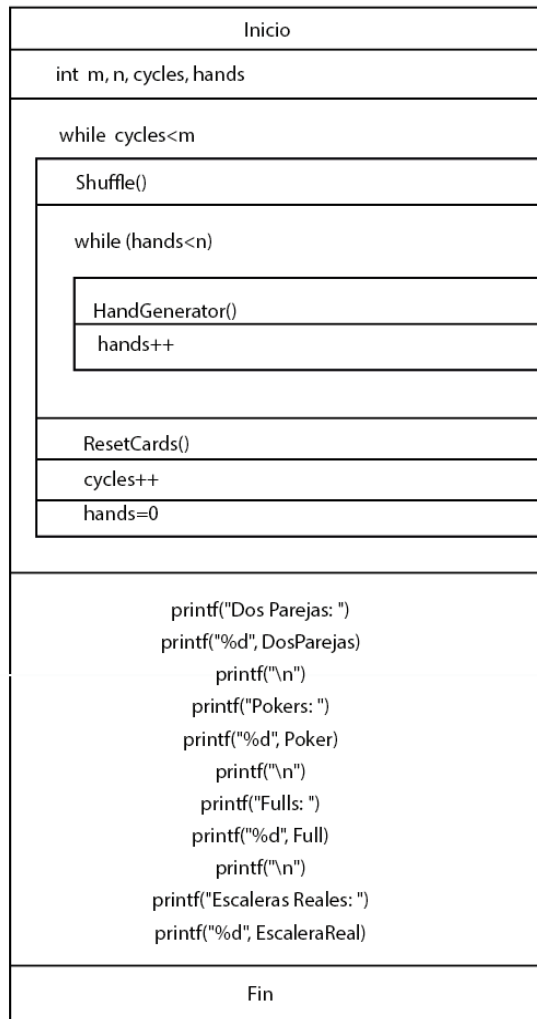 Inicio
int m, n, cycles, hands
while cycles<m
Shuffle()
while (hands<n)
HandGenerator()
hands++
ResetCards()
cycles++
hands=0
printf("Dos Parejas: ")
printf("%d", DosParejas)
printf("\n")
printf("Pokers: ")
printf("%d", Poker)
printf("\n")
printf("Fulls: ")
printf("%d", Full)
printf("\n")
printf("Escaleras Reales: ")
printf("%d", EscaleraReal)
Fin